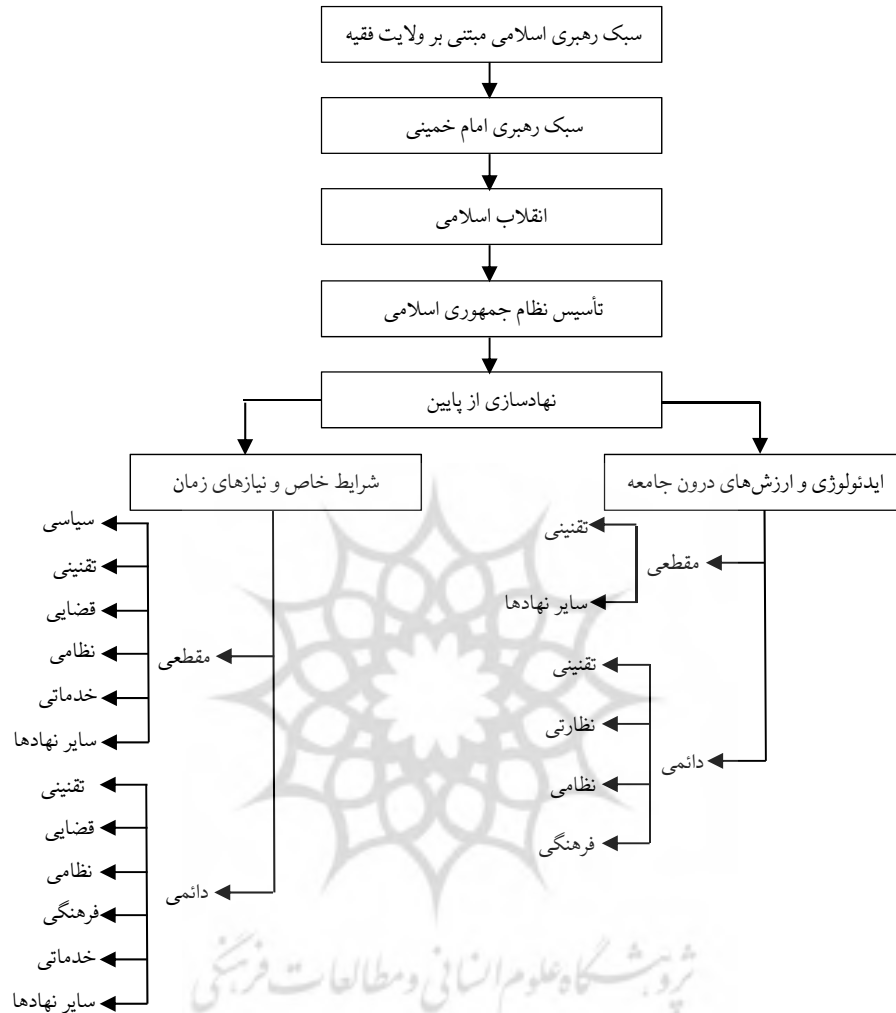 سبک رهبری اسلامی مبتنی بر ولایت فقیه
سبک رهبری امام خمینی
انقلاب اسلامی
تأسیس نظام جمهوری اسلامی
نهادسازی از پایین
ایدئولوژی و ارزش‌های درون جامعه
مقطعی
تقنینی
سایر نهادها
دائمی
تقنینی
نظارتی
نظامی
فرهنگی
شرایط خاص و نیازهای زمان
مقطعی
سیاسی
تقنینی
قضایی
نظامی
خدماتی
سایر نهادها
دائمی
تقنینی
قضایی
نظامی
فرهنگی
خدماتی
سایر نهادها
پژوهشگاه علوم انسانی و مطالعات فرهنگی